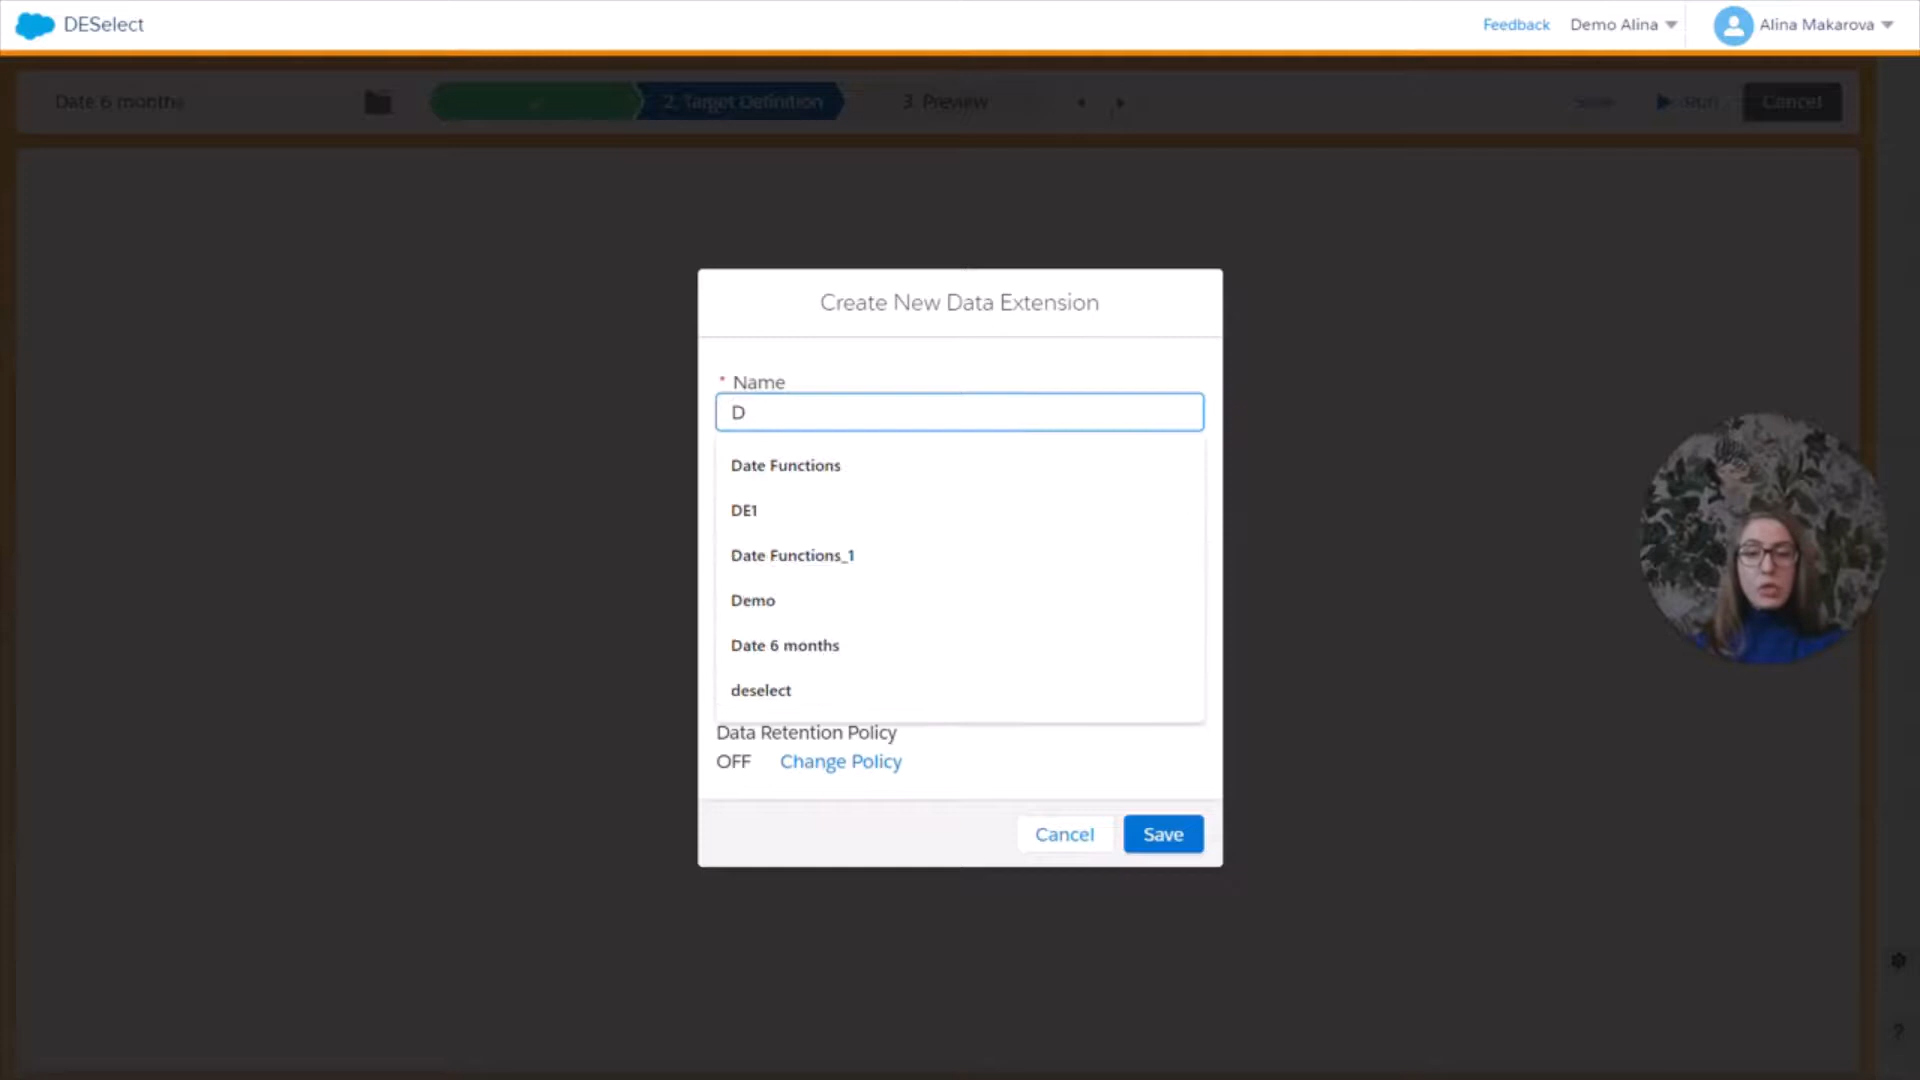 DESelect
Feedback
Demo Alina
Alina Makarova
Date 6 months
2. Target Definition
3. Preview
Save
Run
Cancel
Create New Data Extension
* Name
D
Date Functions
DE1
Date Functions_1
Demo
Date 6 months
deselect
Data Retention Policy
OFF Change Policy
Cancel
Save